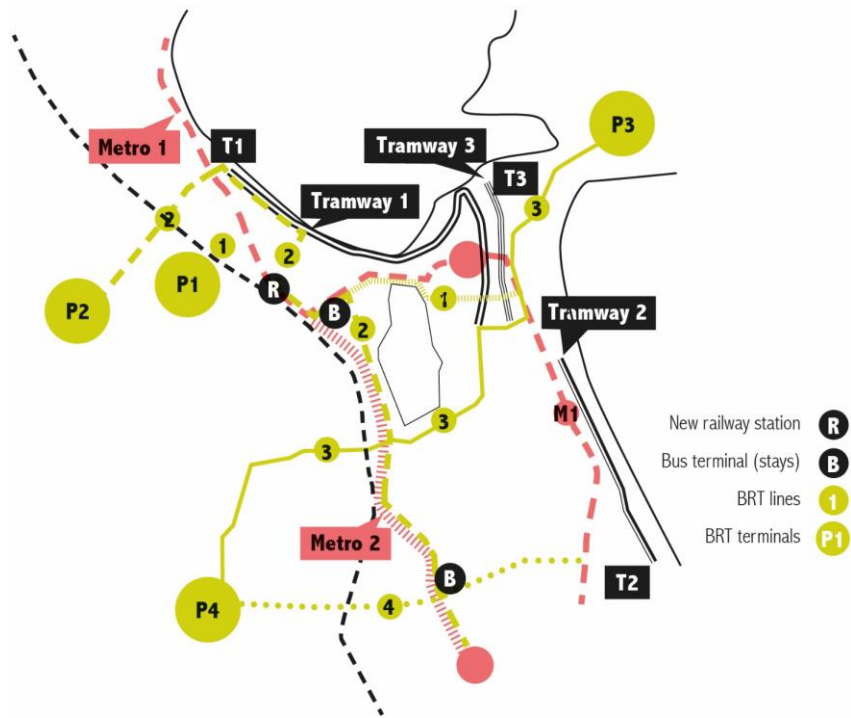 P3
Metro 1
T1
Tramway 3
T3
Tramway 1
3
2
1
2
P1
P2
R
B
1
2
Tramway 2
M1
3
3
New railway station R
Bus terminal (stays) B
BRT lines 1
BRT terminals P1
Metro 2
B
T2
P4
4